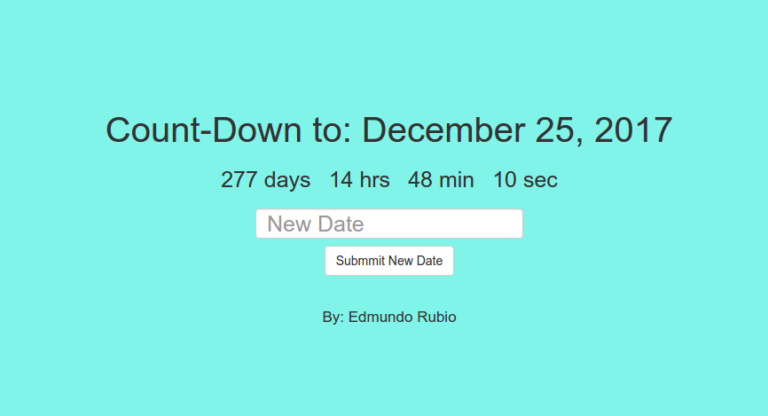 Count-Down to: December 25, 2017
277 days 14 hrs 48 min 10 sec
New Date
Submmit New Date
By: Edmundo Rubio